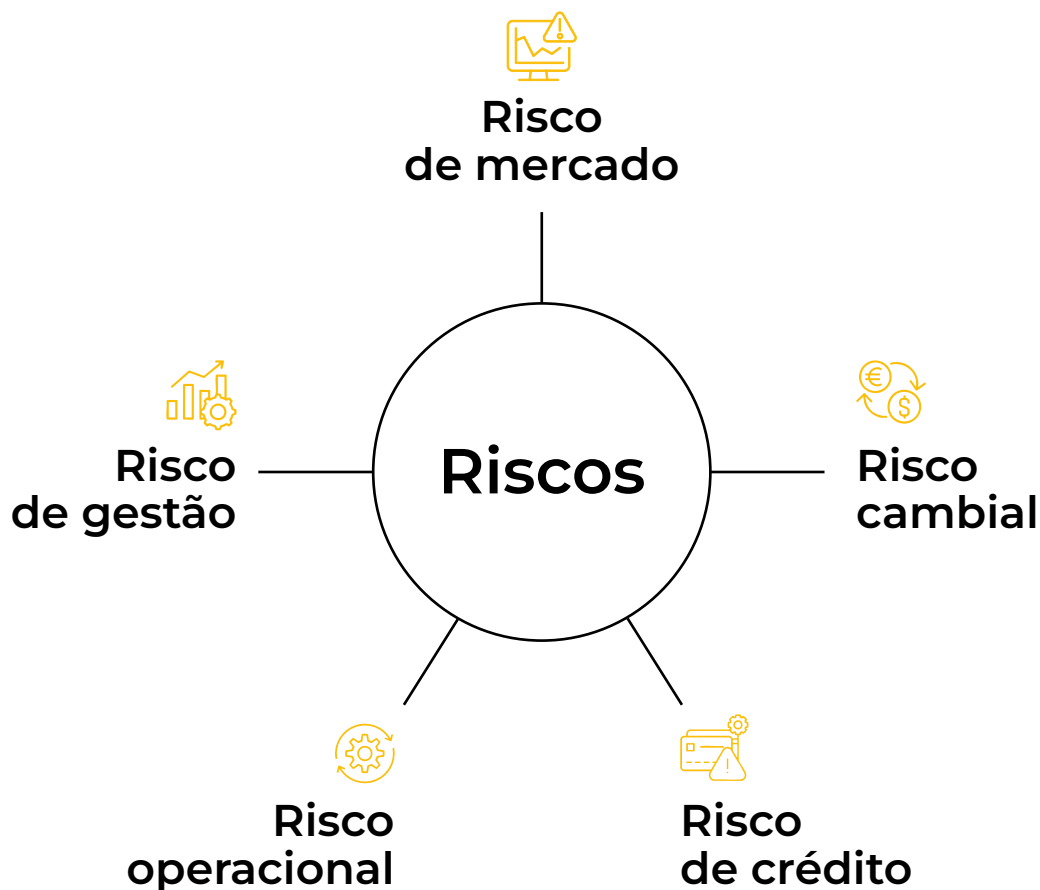 Risco
de mercado
Risco
de gestão
Riscos
€
$
Risco
cambial
Risco
operacional
Risco
de crédito